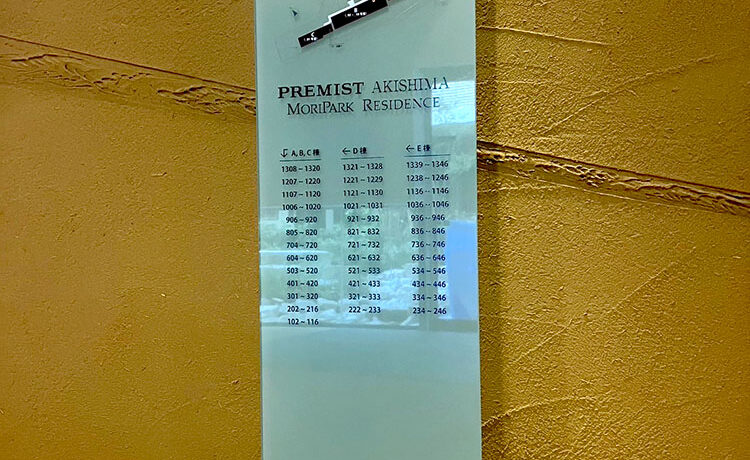 PREMIST AKISHIMA
MORIPARK RESIDENCE
A, B, C 棟 ← D 棟 ← E 棟
1308～1320 1321～1328 1339～1346
1207～1220 1221～1229 1238～1246
1107～1120 1121～1130 1136～1146
1006～1020 1021～1031 1036～1046
906～920 921～932 936～946
805～820 821～832 836～846
704～720 721～732 736～746
604～620 621～632 636～646
503～520 521～533 534～546
401～420 421～433 434～446
301～320 321～333 334～346
202～216 222～233 234～246
102～116